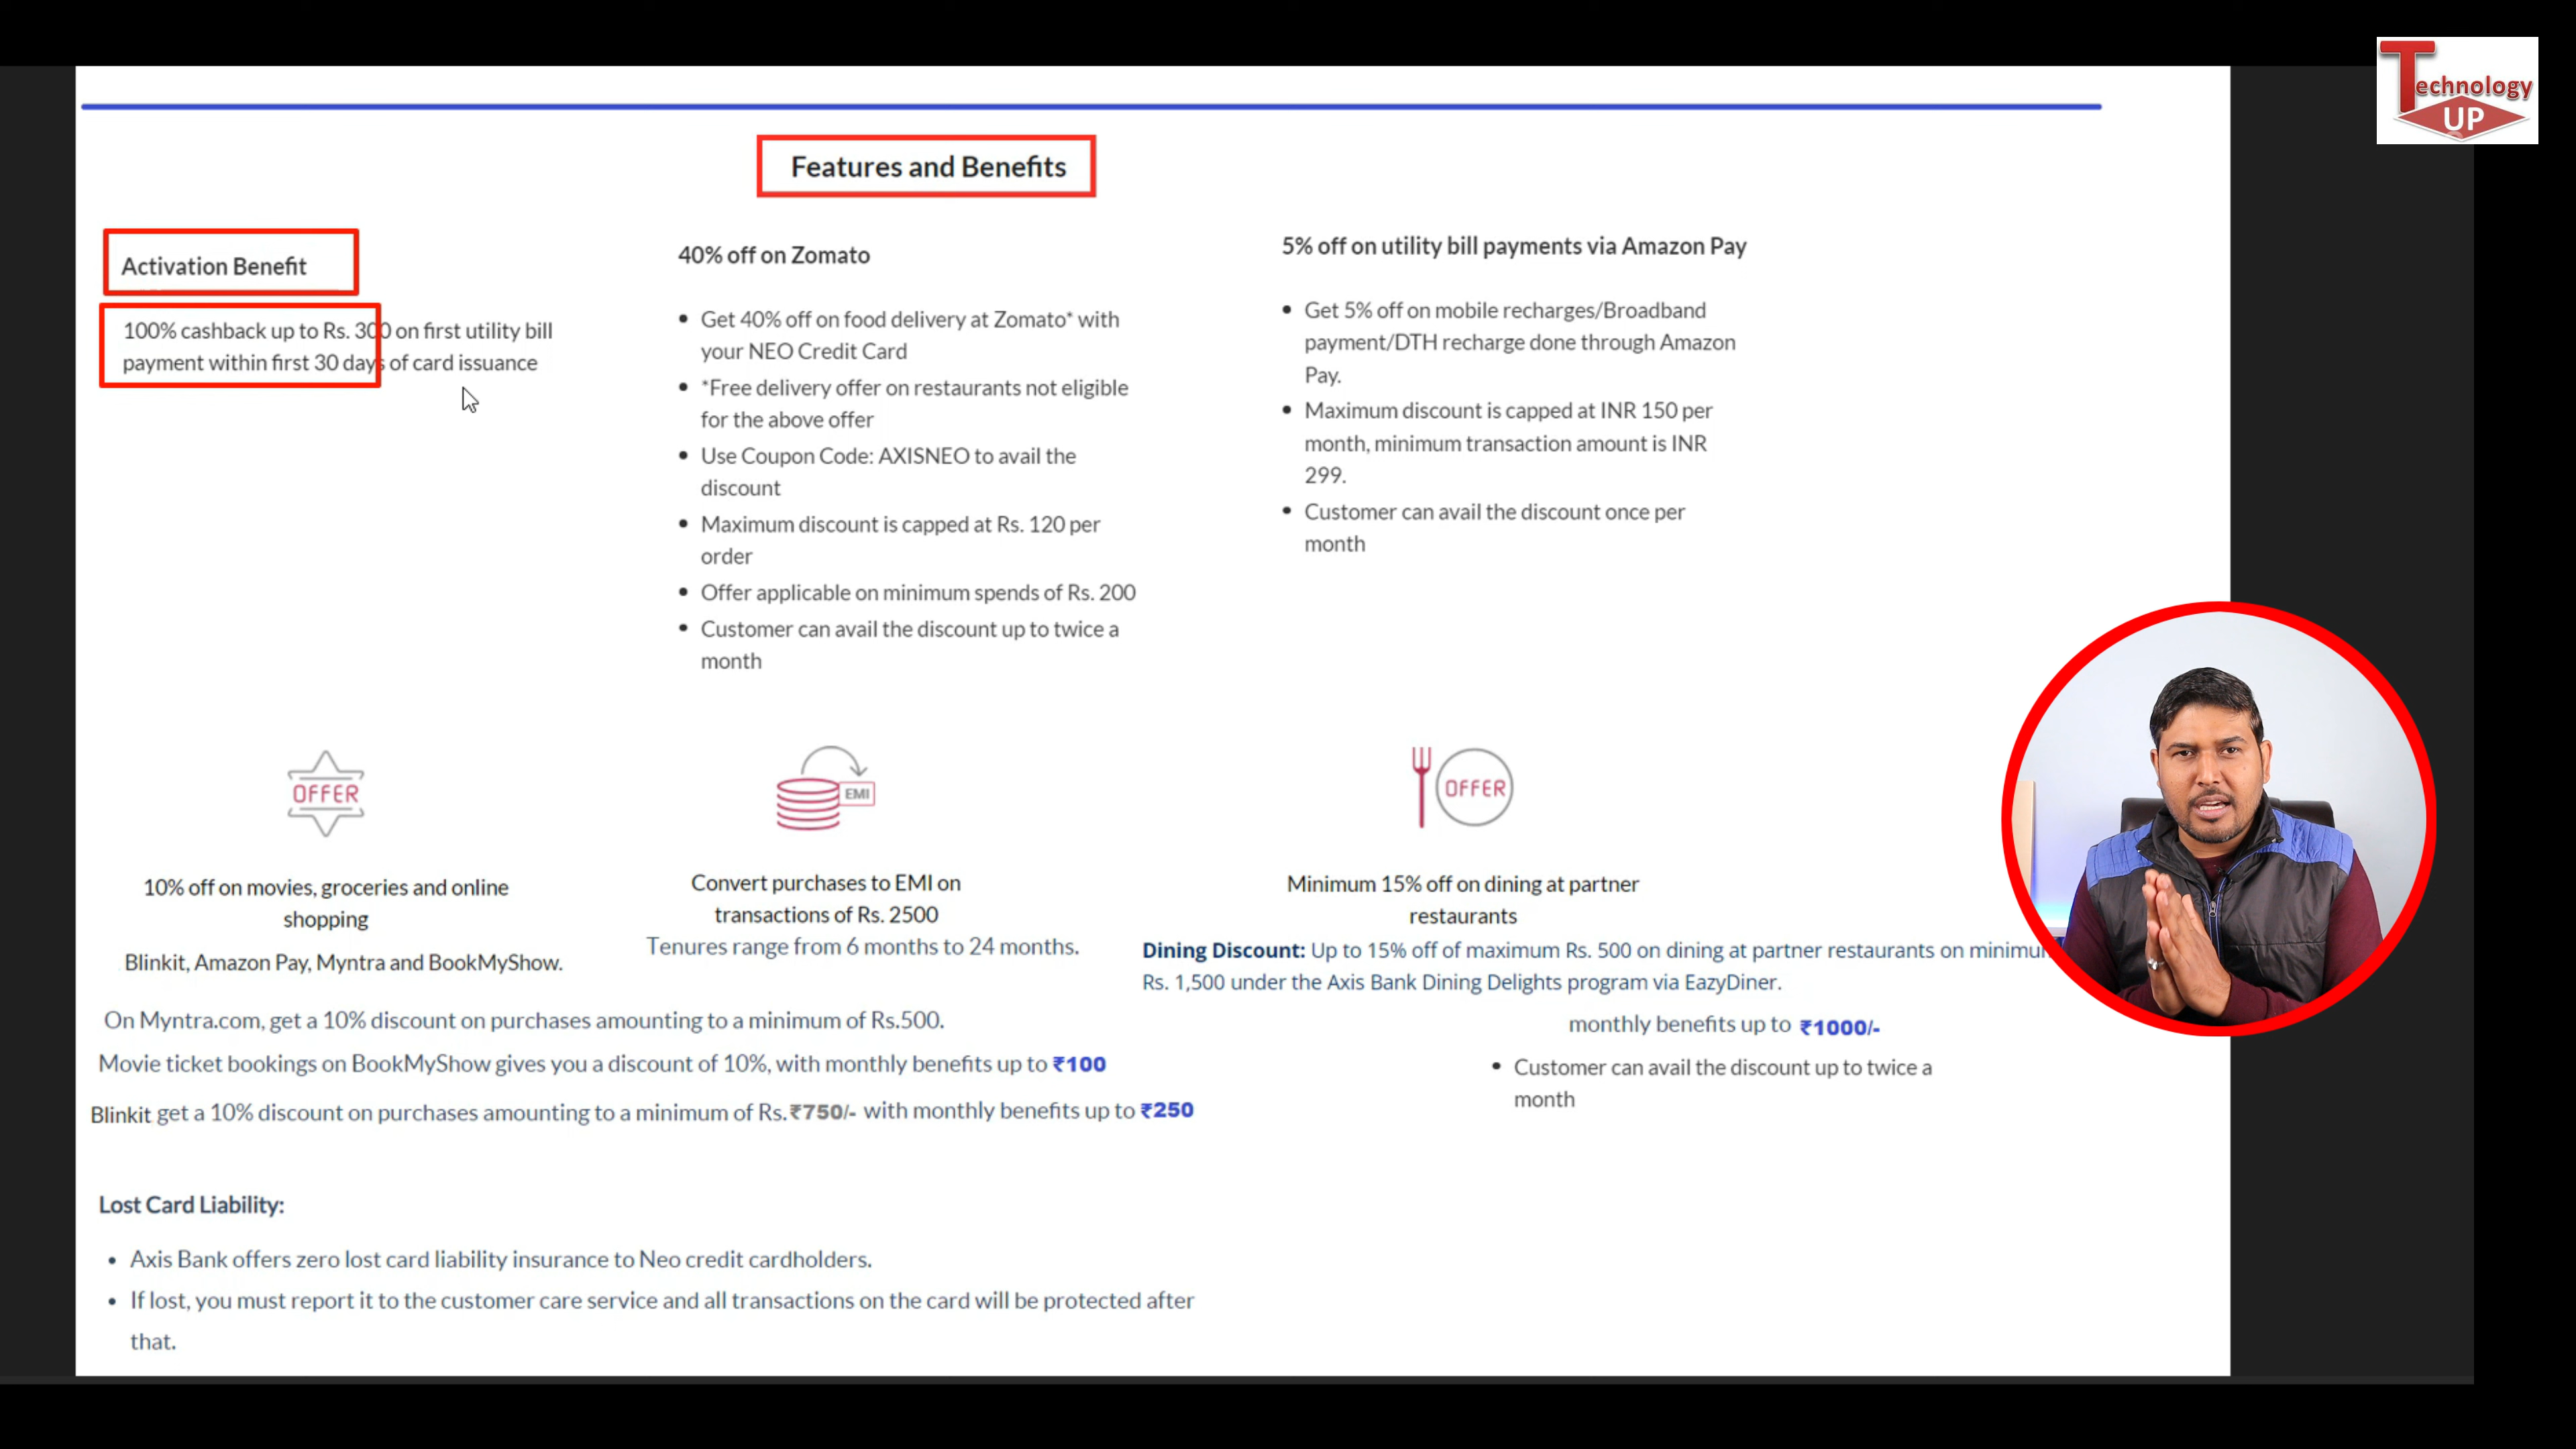 Technology
UP
Features and Benefits
Activation Benefit
100% cashback up to Rs. 300 on first utility bill
payment within first 30 days of card issuance
40% off on Zomato
• Get 40% off on food delivery at Zomato* with
your NEO Credit Card
• *Free delivery offer on restaurants not eligible
for the above offer
• Use Coupon Code: AXISNEO to avail the
discount
• Maximum discount is capped at Rs. 120 per
order
• Offer applicable on minimum spends of Rs. 200
• Customer can avail the discount up to twice a
month
5% off on utility bill payments via Amazon Pay
• Get 5% off on mobile recharges/Broadband
payment/DTH recharge done through Amazon
Pay.
• Maximum discount is capped at INR 150 per
month, minimum transaction amount is INR
299.
• Customer can avail the discount once per
month
OFFER
10% off on movies, groceries and online
shopping
Blinkit, Amazon Pay, Myntra and BookMyShow.
EMI
Convert purchases to EMI on
transactions of Rs. 2500
Tenures range from 6 months to 24 months.
OFFER
Minimum 15% off on dining at partner
restaurants
Dining Discount: Up to 15% off of maximum Rs. 500 on dining at partner restaurants on
Rs. 1,500 under the Axis Bank Dining Delights program via EazyDiner.
monthly benefits up to ₹1000/-
• Customer can avail the discount up to twice a
month
On Myntra.com, get a 10% discount on purchases amounting to a minimum of Rs.500.
Movie ticket bookings on BookMyShow gives you a discount of 10%, with monthly benefits up to ₹100
Blinkit get a 10% discount on purchases amounting to a minimum of Rs.₹750/- with monthly benefits up to ₹250
Lost Card Liability:
• Axis Bank offers zero lost card liability insurance to Neo credit cardholders.
• If lost, you must report it to the customer care service and all transactions on the card will be protected after
that.